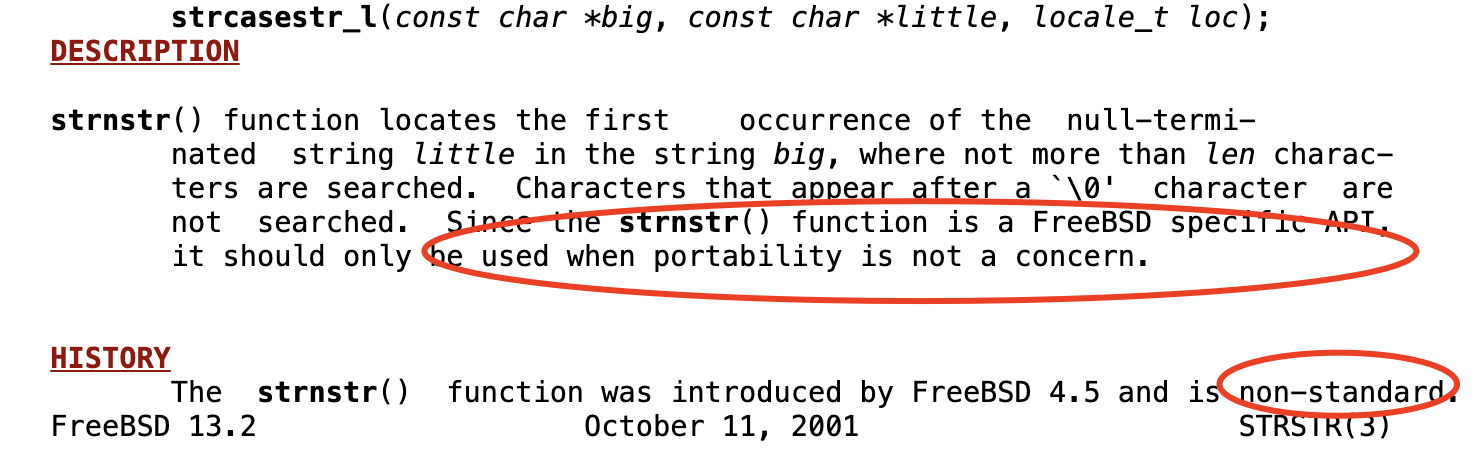 strcasestr_l(const char *big, const char *little, locale_t loc);
DESCRIPTION
strnstr() function locates the first    occurrence of the  null-termi-
nated  string little in the string big, where not more than len charac-
ters are searched.  Characters that appear after a `\0'  character  are
not  searched.  Since the strnstr() function is a FreeBSD specific API,
it should only be used when portability is not a concern.
HISTORY
The  strnstr()  function was introduced by FreeBSD 4.5 and is non-standard.
FreeBSD 13.2                   October 11, 2001                      STRSTR(3)